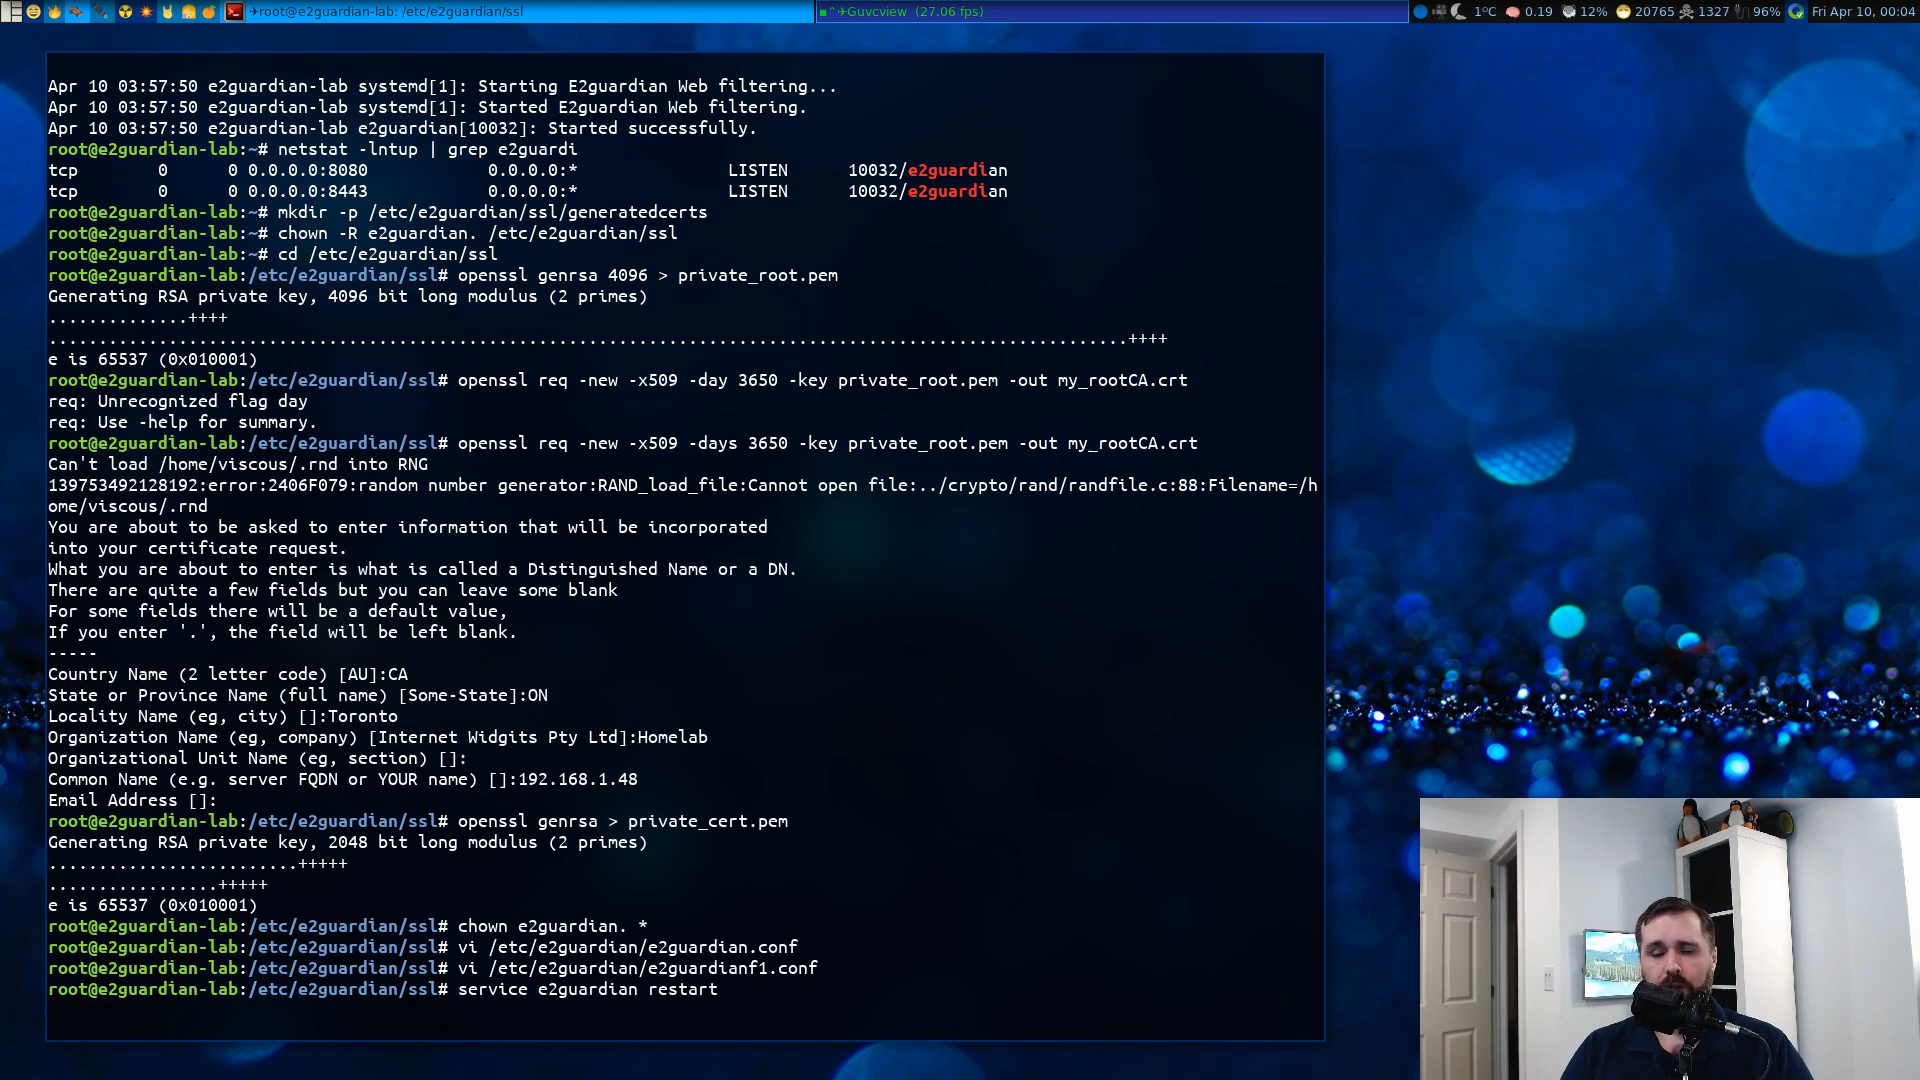 ✈root@e2guardian-lab: /etc/e2guardian/ssl
■^✈Guvcview (27.06 fps)
1°C 0.19 12% 20765 1327 96% Fri Apr 10, 00:04
Apr 10 03:57:50 e2guardian-lab systemd[1]: Starting E2guardian Web filtering...
Apr 10 03:57:50 e2guardian-lab systemd[1]: Started E2guardian Web filtering.
Apr 10 03:57:50 e2guardian-lab e2guardian[10032]: Started successfully.
root@e2guardian-lab:~# netstat -lntup | grep e2guardi
tcp 0 0 0.0.0.0:8080 0.0.0.0:* LISTEN 10032/e2guardian
tcp 0 0 0.0.0.0:8443 0.0.0.0:* LISTEN 10032/e2guardian
root@e2guardian-lab:~# mkdir -p /etc/e2guardian/ssl/generatedcerts
root@e2guardian-lab:~# chown -R e2guardian. /etc/e2guardian/ssl
root@e2guardian-lab:~# cd /etc/e2guardian/ssl
root@e2guardian-lab:/etc/e2guardian/ssl# openssl genrsa 4096 > private_root.pem
Generating RSA private key, 4096 bit long modulus (2 primes)
..............++++
............................................................................................................++++
e is 65537 (0x010001)
root@e2guardian-lab:/etc/e2guardian/ssl# openssl req -new -x509 -day 3650 -key private_root.pem -out my_rootCA.crt
req: Unrecognized flag day
req: Use -help for summary.
root@e2guardian-lab:/etc/e2guardian/ssl# openssl req -new -x509 -days 3650 -key private_root.pem -out my_rootCA.crt
Can't load /home/viscous/.rnd into RNG
139753492128192:error:2406F079:random number generator:RAND_load_file:Cannot open file:../crypto/rand/randfile.c:88:Filename=/h
ome/viscous/.rnd
You are about to be asked to enter information that will be incorporated
into your certificate request.
What you are about to enter is what is called a Distinguished Name or a DN.
There are quite a few fields but you can leave some blank
For some fields there will be a default value,
If you enter '.', the field will be left blank.
-----
Country Name (2 letter code) [AU]:CA
State or Province Name (full name) [Some-State]:ON
Locality Name (eg, city) []:Toronto
Organization Name (eg, company) [Internet Widgits Pty Ltd]:Homelab
Organizational Unit Name (eg, section) []:
Common Name (e.g. server FQDN or YOUR name) []:192.168.1.48
Email Address []:
root@e2guardian-lab:/etc/e2guardian/ssl# openssl genrsa > private_cert.pem
Generating RSA private key, 2048 bit long modulus (2 primes)
.........................+++++
.................+++++
e is 65537 (0x010001)
root@e2guardian-lab:/etc/e2guardian/ssl# chown e2guardian. *
root@e2guardian-lab:/etc/e2guardian/ssl# vi /etc/e2guardian/e2guardian.conf
root@e2guardian-lab:/etc/e2guardian/ssl# vi /etc/e2guardian/e2guardianf1.conf
root@e2guardian-lab:/etc/e2guardian/ssl# service e2guardian restart